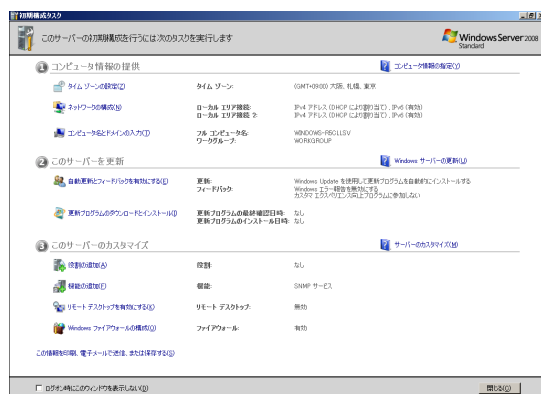 初期構成タスク
このサーバーの初期構成を行うには次のタスクを実行します
Windows Server 2008
Standard
1 コンピュータ情報の提供
コンピュータ情報の指定(Y)
タイム ゾーンの設定(Z)
タイム ゾーン:
(GMT+09:00) 大阪、札幌、東京
ネットワークの構成(N)
ローカル エリア接続: IPv4 アドレス (DHCP により割り当て)、IPv6 (有効)
ローカル エリア接続 2: IPv4 アドレス (DHCP により割り当て)、IPv6 (有効)
コンピュータ名とドメインの入力(T)
フル コンピュータ名:
ワークグループ: WORKGROUP
2 このサーバーを更新
Windows サーバーの更新(U)
自動更新とフィードバックを有効にする(E)
更新: Windows Update を使用して更新プログラムを自動的にインストールする
フィードバック: Windows エラー報告を無効にする
カスタマ エクスペリエンス向上プログラムに参加しない
更新プログラムのダウンロードとインストール(I)
更新プログラムの最終確認日時: なし
更新プログラムのインストール日時: なし
3 このサーバーのカスタマイズ
サーバーのカスタマイズ(M)
役割の追加(A)
役割: なし
機能の追加(F)
機能: SNMP サービス
リモート デスクトップを有効にする(K)
リモート デスクトップ: 無効
Windows ファイアウォールの構成(O)
ファイアウォール: 有効
この情報を印刷、電子メールで送信、または保存する(S)
ログオン時にこのウィンドウを表示しない(D)
閉じる(C)